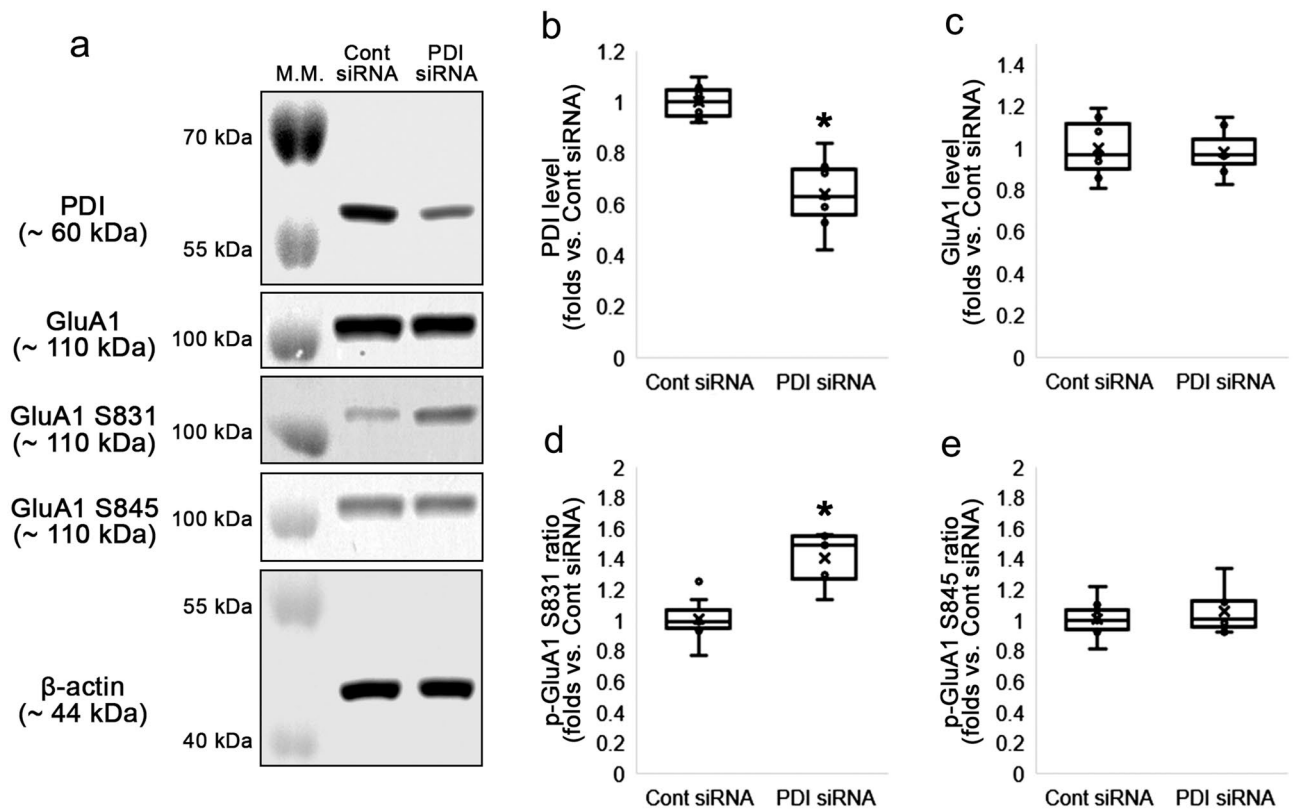 a
M.M.
Cont
siRNA
PDI
siRNA
70 kDa
PDI
(~ 60 kDa)
55 kDa
GluA1
(~ 110 kDa)
100 kDa
GluA1 S831
(~ 110 kDa)
100 kDa
GluA1 S845
(~ 110 kDa)
100 kDa
55 kDa
β-actin
(~ 44 kDa)
40 kDa
b
PDI level
(folds vs. Cont siRNA)
1.2
1
0.8
0.6
0.4
0.2
0
*
Cont siRNA
PDI siRNA
c
GluA1 level
(folds vs. Cont siRNA)
1.4
1.2
1
0.8
0.6
0.4
0.2
0
Cont siRNA
PDI siRNA
d
p-GluA1 S831 ratio
(folds vs. Cont siRNA)
2
1.8
1.6
1.4
1.2
1
0.8
0.6
0.4
0.2
0
*
Cont siRNA
PDI siRNA
e
p-GluA1 S845 ratio
(folds vs. Cont siRNA)
2
1.8
1.6
1.4
1.2
1
0.8
0.6
0.4
0.2
0
Cont siRNA
PDI siRNA